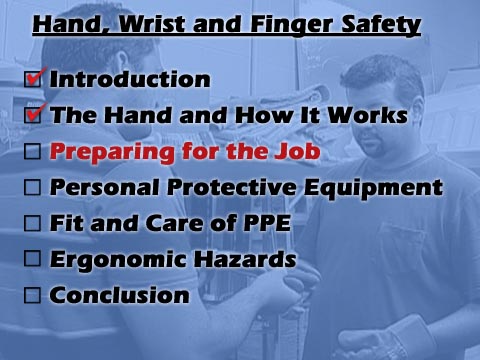 Hand, Wrist and Finger Safety
Introduction
The Hand and How It Works
Preparing for the Job
Personal Protective Equipment
Fit and Care of PPE
Ergonomic Hazards
Conclusion